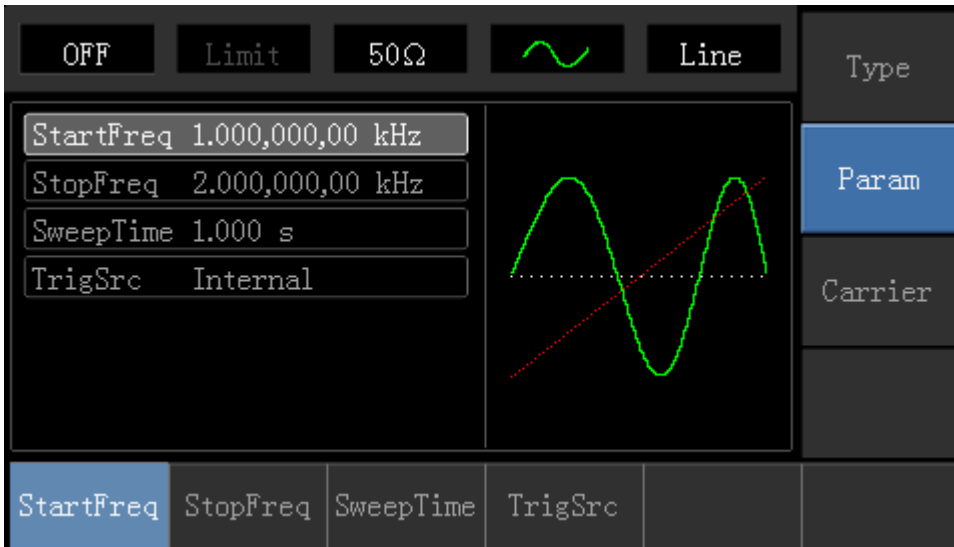 OFF Limit 50Ω Line
Type
StartFreq 1.000,000,00 kHz
StopFreq 2.000,000,00 kHz
SweepTime 1.000 s
TrigSrc Internal
Param
Carrier
StartFreq StopFreq SweepTime TrigSrc